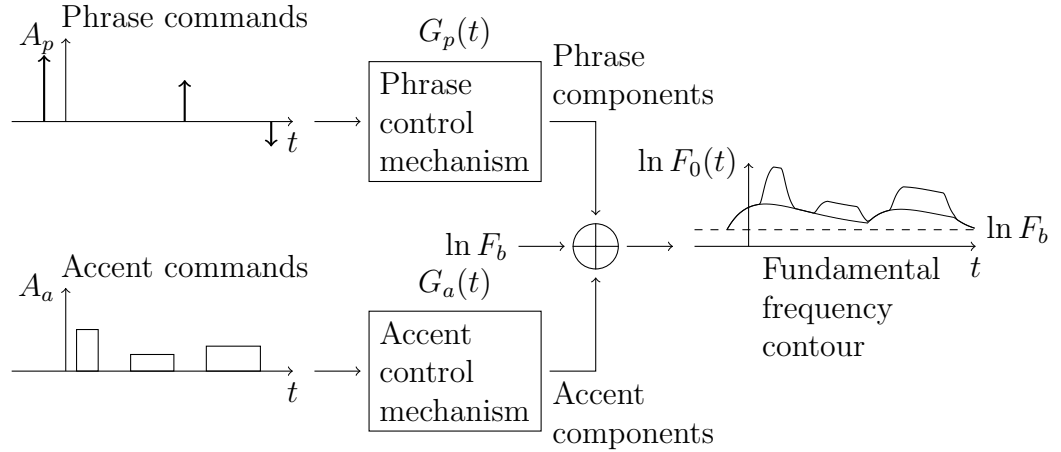 Phrase commands
$A_p$
$t$
$G_p(t)$
Phrase
control
mechanism
Phrase
components
$\ln F_b$
Accent commands
$A_a$
$t$
$G_a(t)$
Accent
control
mechanism
Accent
components
$\ln F_0(t)$
$\ln F_b$
$t$
Fundamental
frequency
contour